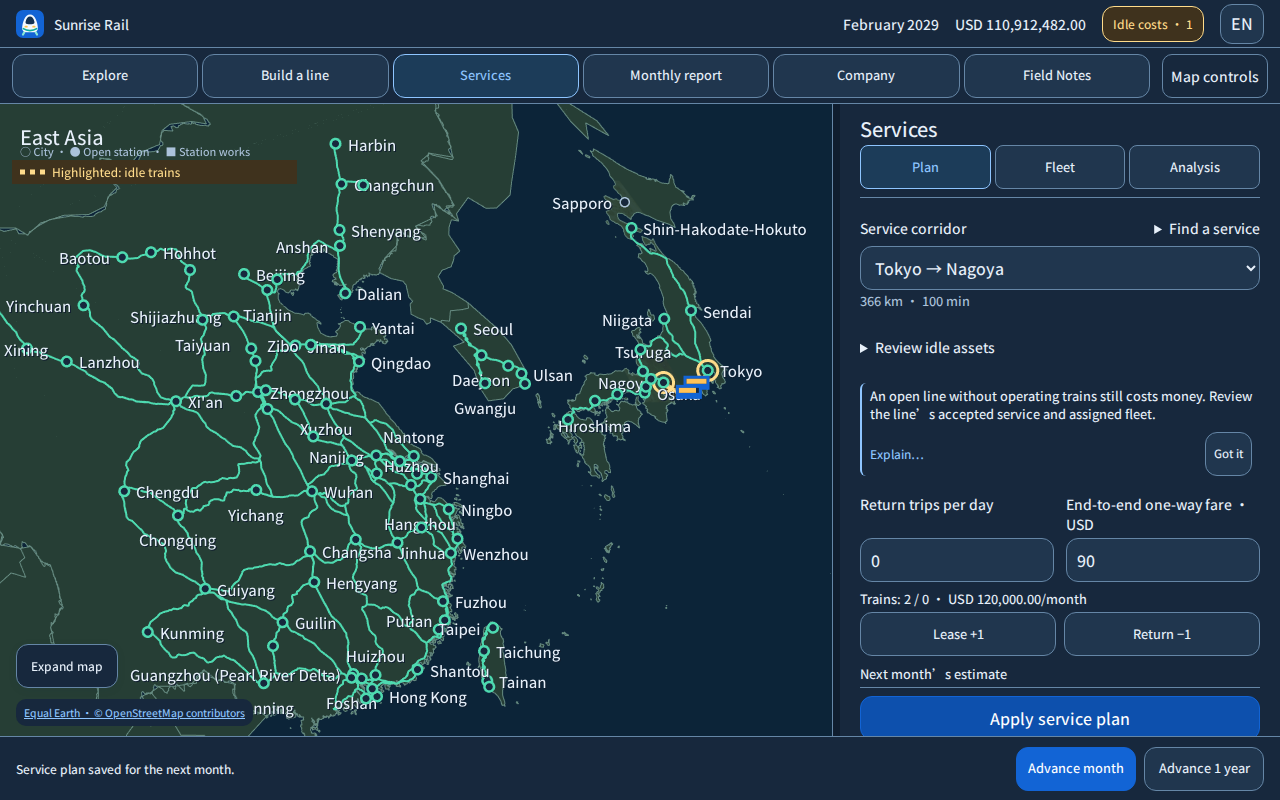 Sunrise Rail
February 2029
USD 110,912,482.00
Idle costs · 1
EN
Explore
Build a line
Services
Monthly report
Company
Field Notes
Map controls
East Asia
City · Open station · Station works
Highlighted: idle trains
Harbin
Changchun
Sapporo
Shin-Hakodate-Hokuto
Shenyang
Anshan
Hohhot
Baotou
Beijing
Dalian
Yinchuan
Shijiazhuang
Tianjin
Yantai
Seoul
Niigata
Sendai
Xining
Lanzhou
Taiyuan
Zibo
Jinan
Qingdao
Daejeon
Ulsan
Tsuruga
Tokyo
Nagoy
Osaka
Xi'an
Zhengzhou
Gwangju
Hiroshima
Xuzhou
Nantong
Nanjing
Huzhou
Shanghai
Chengdu
Wuhan
Yichang
Ningbo
Hangzhou
Chongqing
Changsha
Jinhua
Wenzhou
Guiyang
Hengyang
Fuzhou
Kunming
Guilin
Putian
Taipei
Huizhou
Taichung
Guangzhou (Pearl River Delta)
Shantou
Tainan
Foshan
Hong Kong
nning
Expand map
Equal Earth · © OpenStreetMap contributors
Services
Plan
Fleet
Analysis
Service corridor
Find a service
Tokyo → Nagoya
366 km · 100 min
Review idle assets
An open line without operating trains still costs money. Review
the line’s accepted service and assigned fleet.
Explain…
Got it
Return trips per day
End-to-end one-way fare ·
USD
0
90
Trains: 2 / 0 · USD 120,000.00/month
Lease +1
Return −1
Next month’s estimate
Apply service plan
Service plan saved for the next month.
Advance month
Advance 1 year